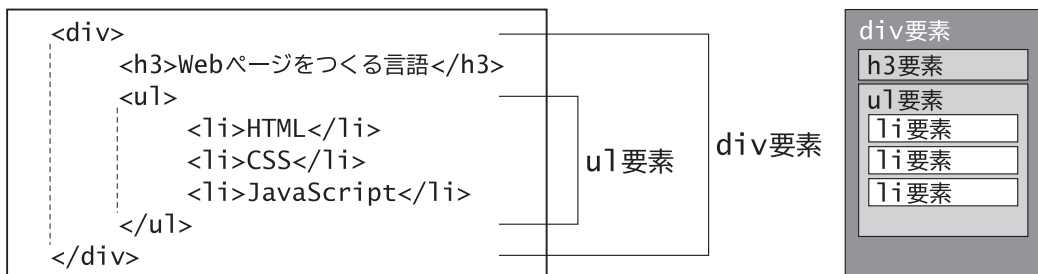 <div>
<h3>Webページをつくる言語</h3>
<ul>
<li>HTML</li>
<li>CSS</li>
<li>JavaScript</li>
</ul>
</div>
ul要素
div要素
div要素
h3要素
ul要素
li要素
li要素
li要素